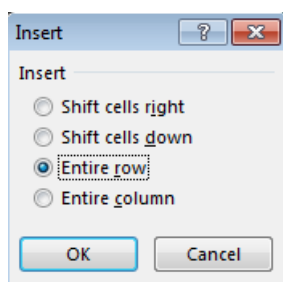 Insert
Insert
Shift cells right
Shift cells down
Entire row
Entire column
OK
Cancel